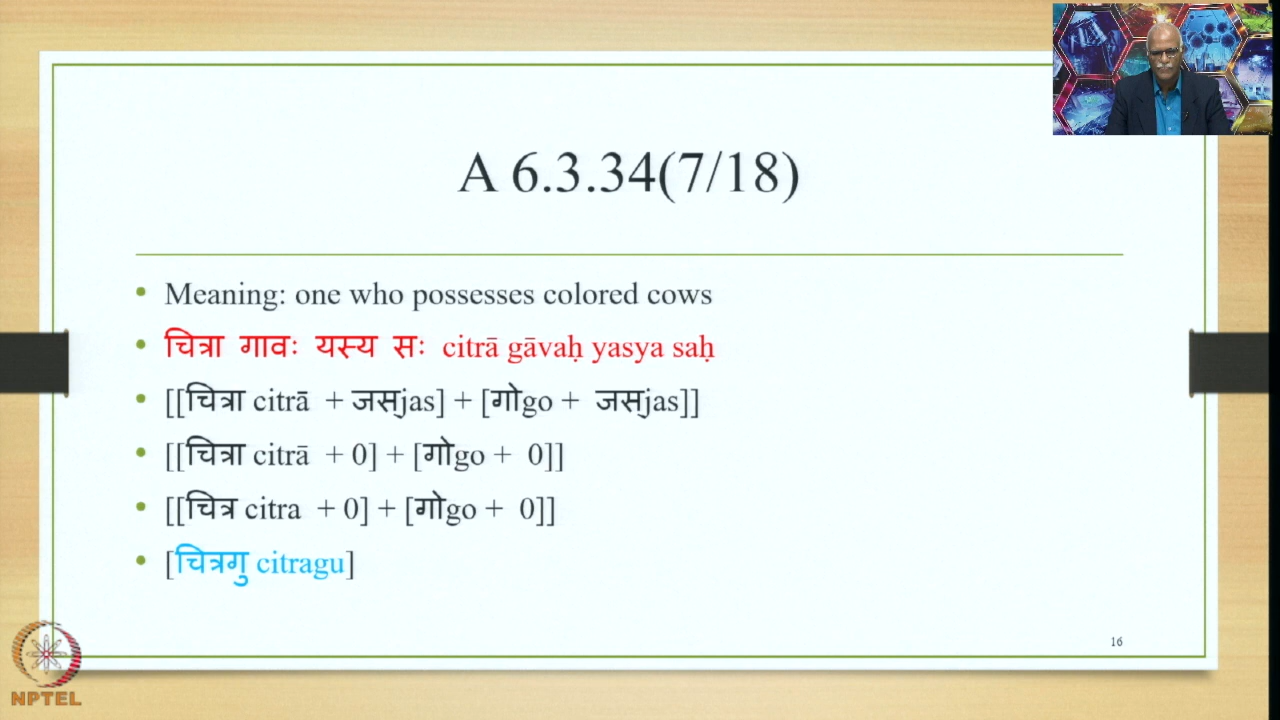 A 6.3.34(7/18)
• Meaning: one who possesses colored cows
• चित्रा गावः यस्य सः citrā gāvaḥ yasya saḥ
• [[चित्रा citrā + जस्jas] + [गोgo + जस्jas]]
• [[चित्रा citrā + 0] + [गोgo + 0]]
• [[चित्र citra + 0] + [गोgo + 0]]
• [चित्रगु citragu]
16
NPTEL